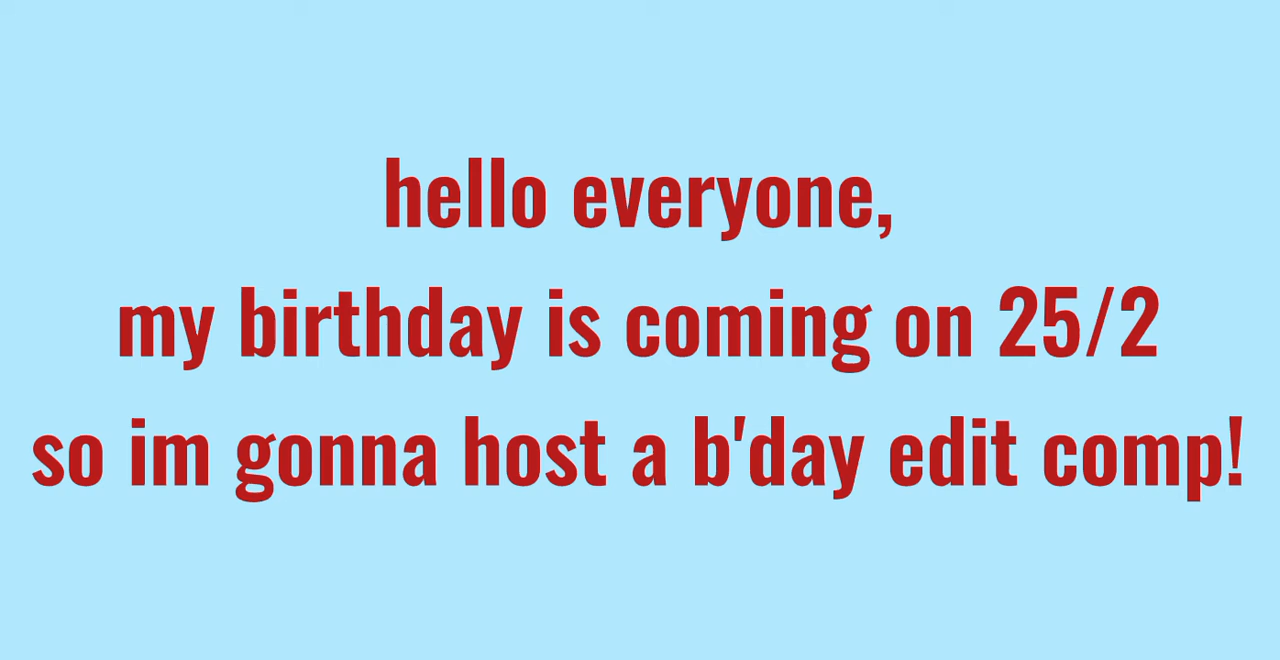 hello everyone,
my birthday is coming on 25/2
so im gonna host a b'day edit comp!